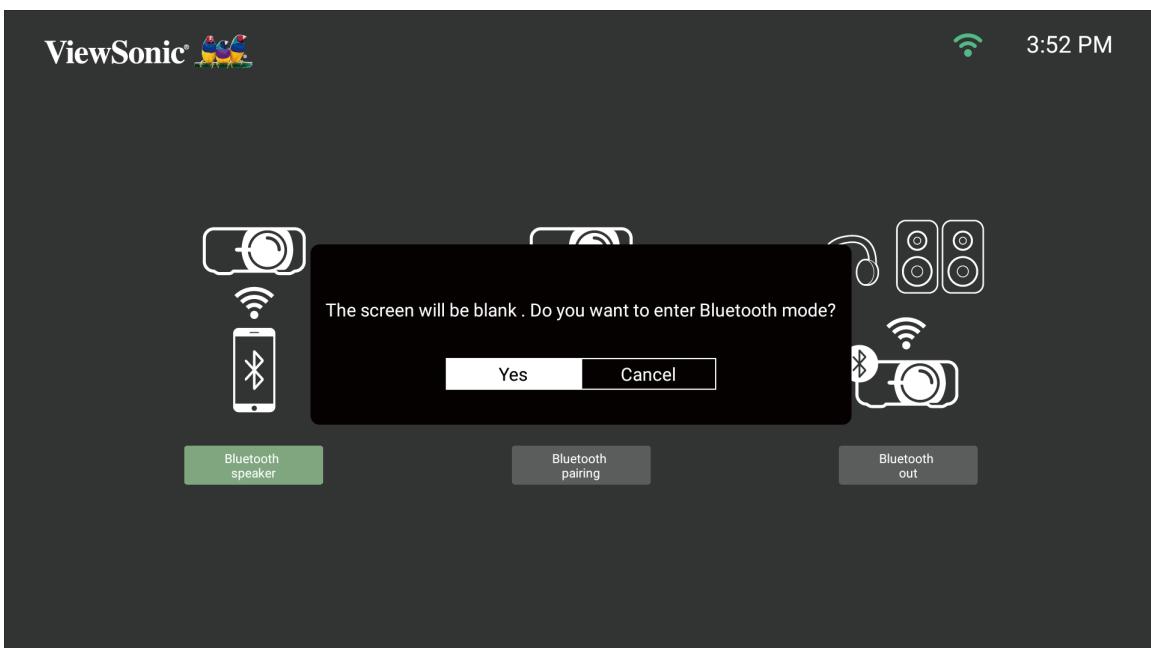 ViewSonic®
3:52 PM
The screen will be blank . Do you want to enter Bluetooth mode?
Yes
Cancel
Bluetooth
speaker
Bluetooth
pairing
Bluetooth
out